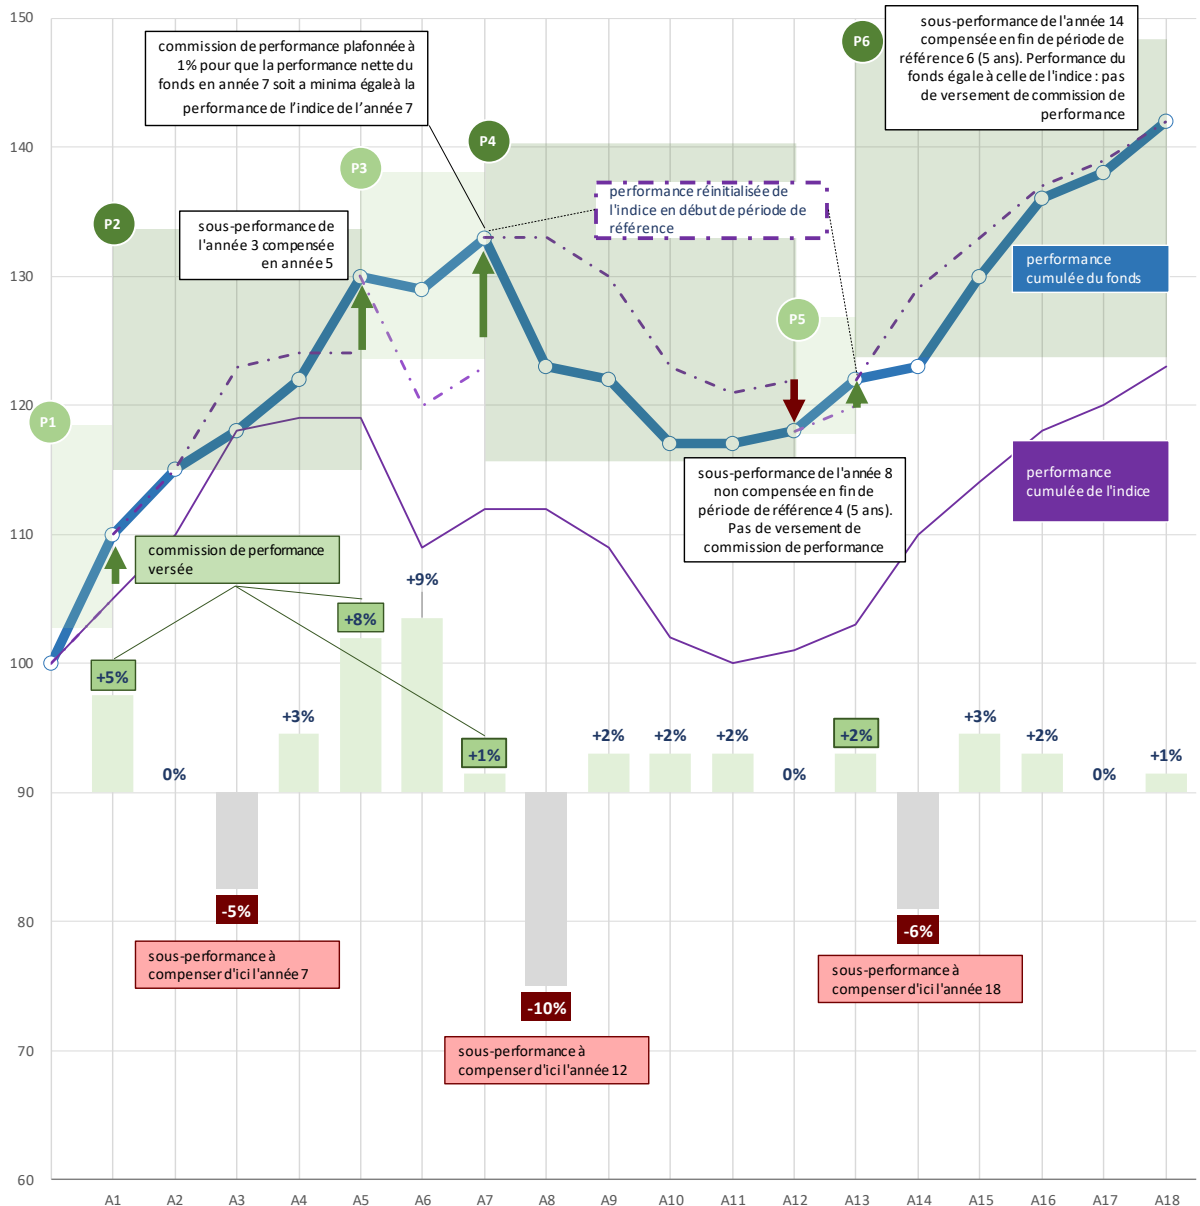 150
140
130
120
110
100
90
80
70
60
commission de performance plafonnée à
1% pour que la performance nette du
fonds en année 7 soit a minima égale à la
performance de l'indice de l'année 7
P6
sous-performance de l'année 14
compensée en fin de période de
référence 6 (5 ans). Performance du
fonds égale à celle de l'indice : pas
de versement de commission de
performance
P4
P3
P2
sous-performance de
l'année 3 compensée
en année 5
performance réinitialisée de
l'indice en début de période de
référence
performance
cumulée du fonds
P5
P1
sous-performance de l'année 8
non compensée en fin de
période de référence 4 (5 ans).
Pas de versement de
commission de performance
performance
cumulée de l'indice
commission de performance
versée
+5%
0%
-5%
+3%
+8%
+9%
+1%
-10%
+2%
+2%
+2%
0%
+2%
-6%
+3%
+2%
0%
+1%
sous-performance à
compenser d'ici l'année 7
sous-performance à
compenser d'ici l'année 12
sous-performance à
compenser d'ici l'année 18
A1 A2 A3 A4 A5 A6 A7 A8 A9 A10 A11 A12 A13 A14 A15 A16 A17 A18